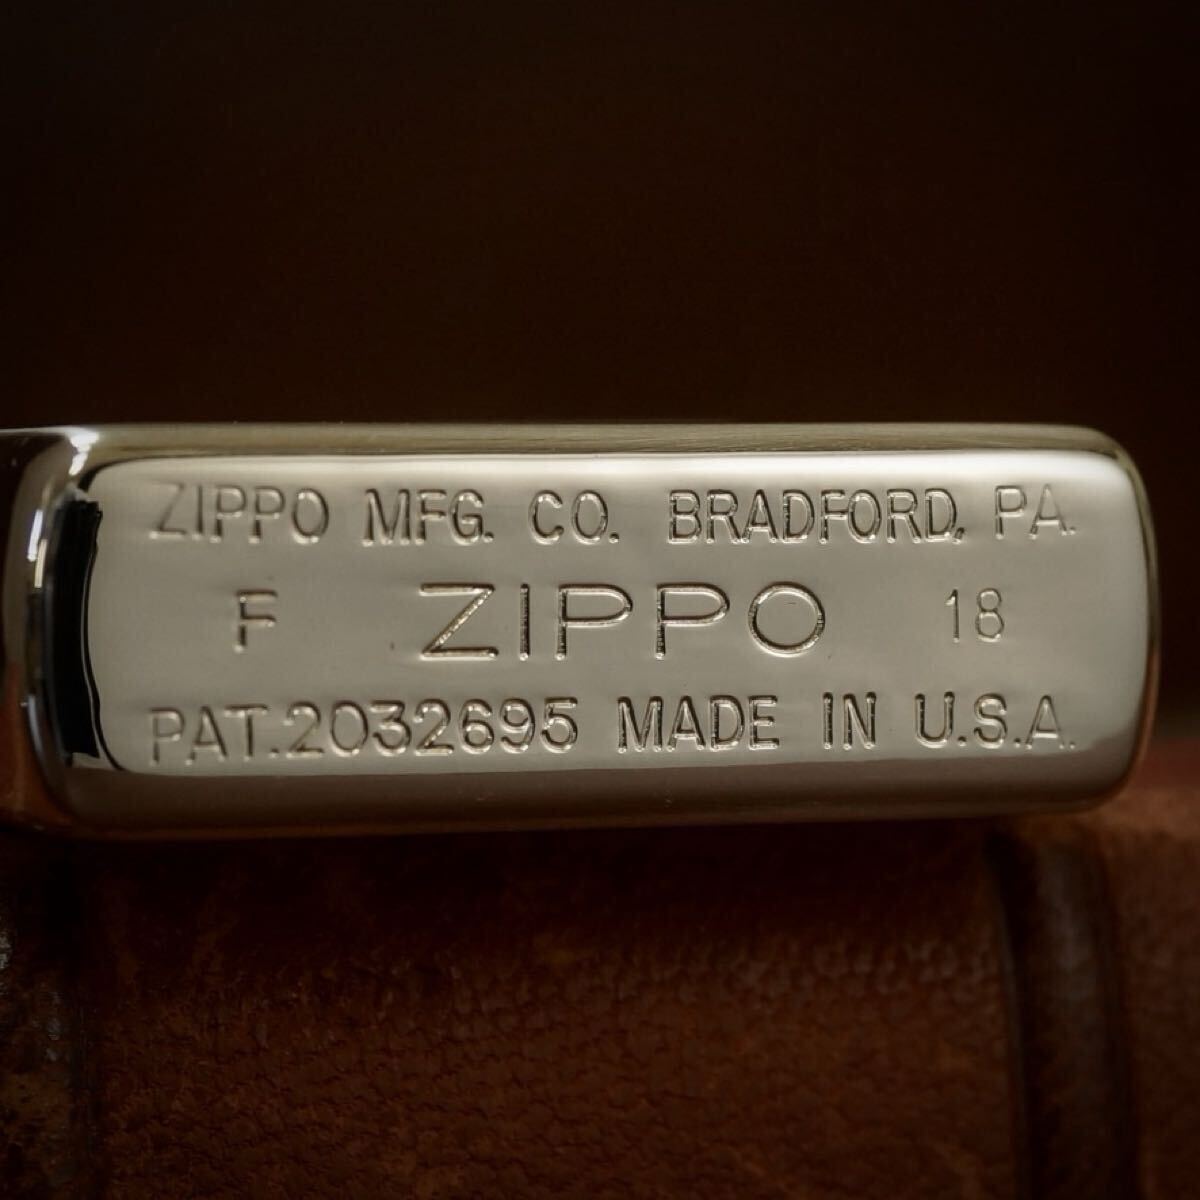 ZIPPO MFG. CO. BRADFORD, PA.
F ZIPPO 18
PAT.2032695 MADE IN U.S.A.